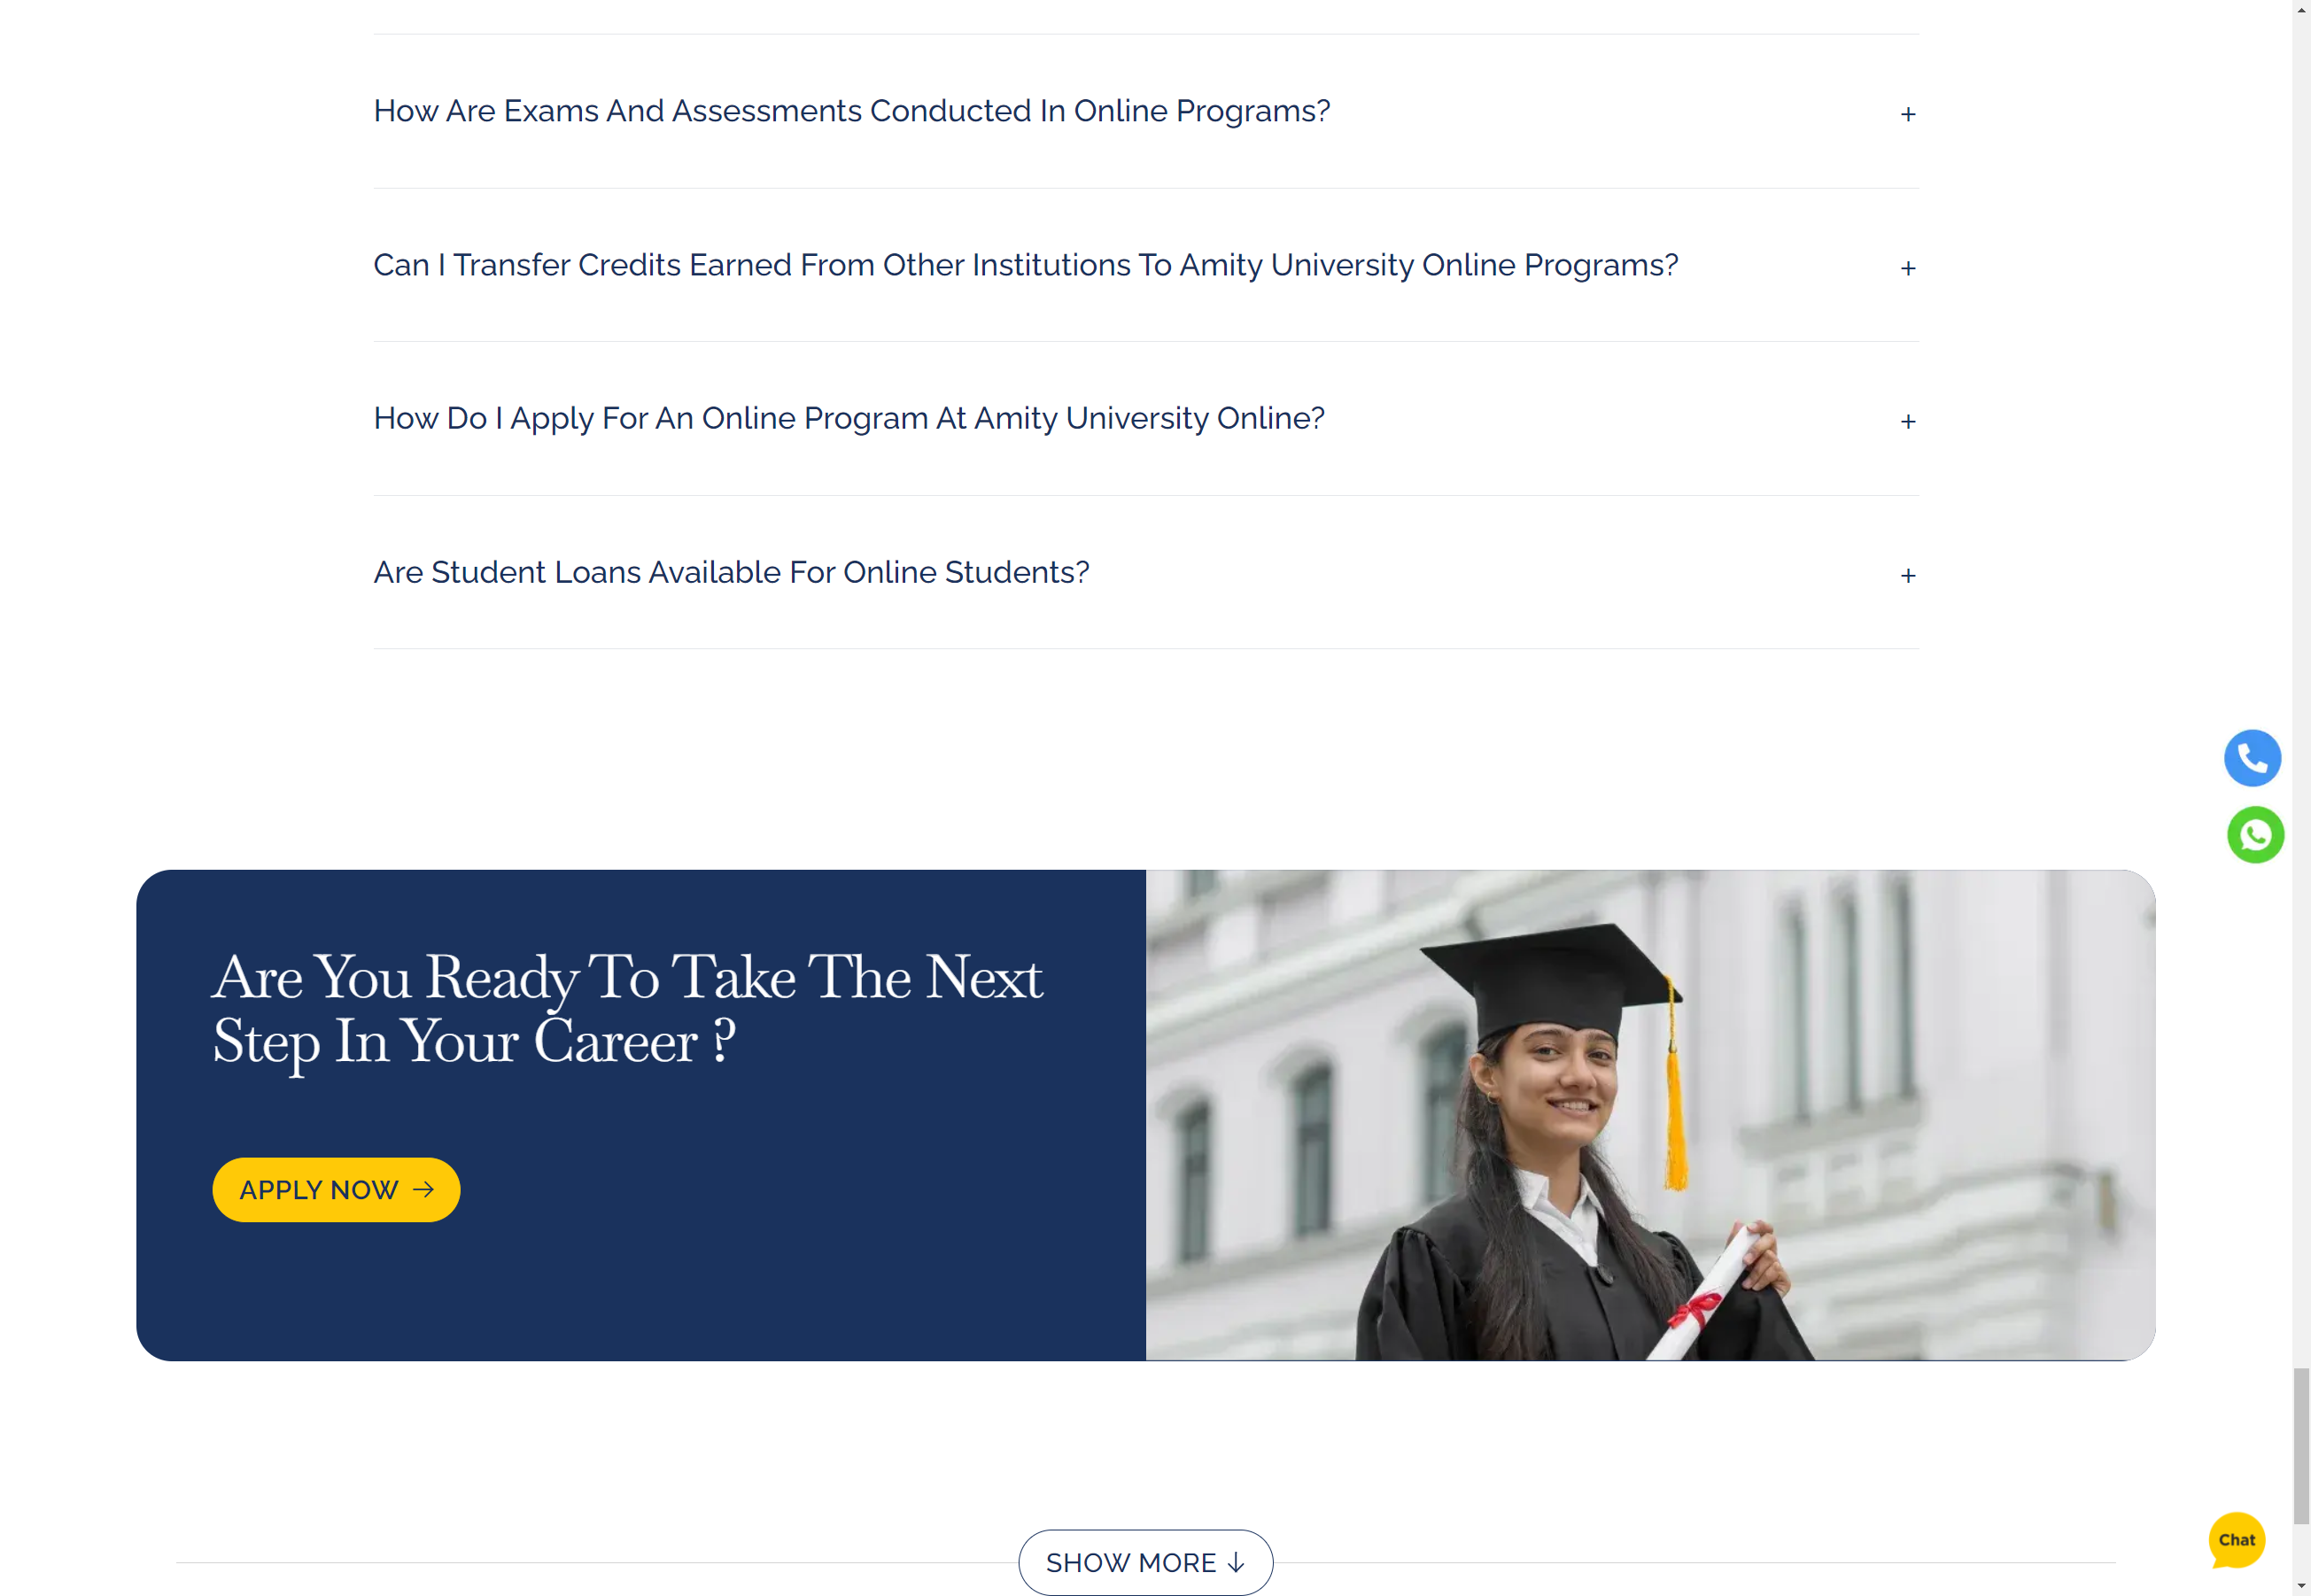 How Are Exams And Assessments Conducted In Online Programs?
Can I Transfer Credits Earned From Other Institutions To Amity University Online Programs?
How Do I Apply For An Online Program At Amity University Online?
Are Student Loans Available For Online Students?
Are You Ready To Take The Next
Step In Your Career ?
APPLY NOW →
SHOW MORE ↓
Chat